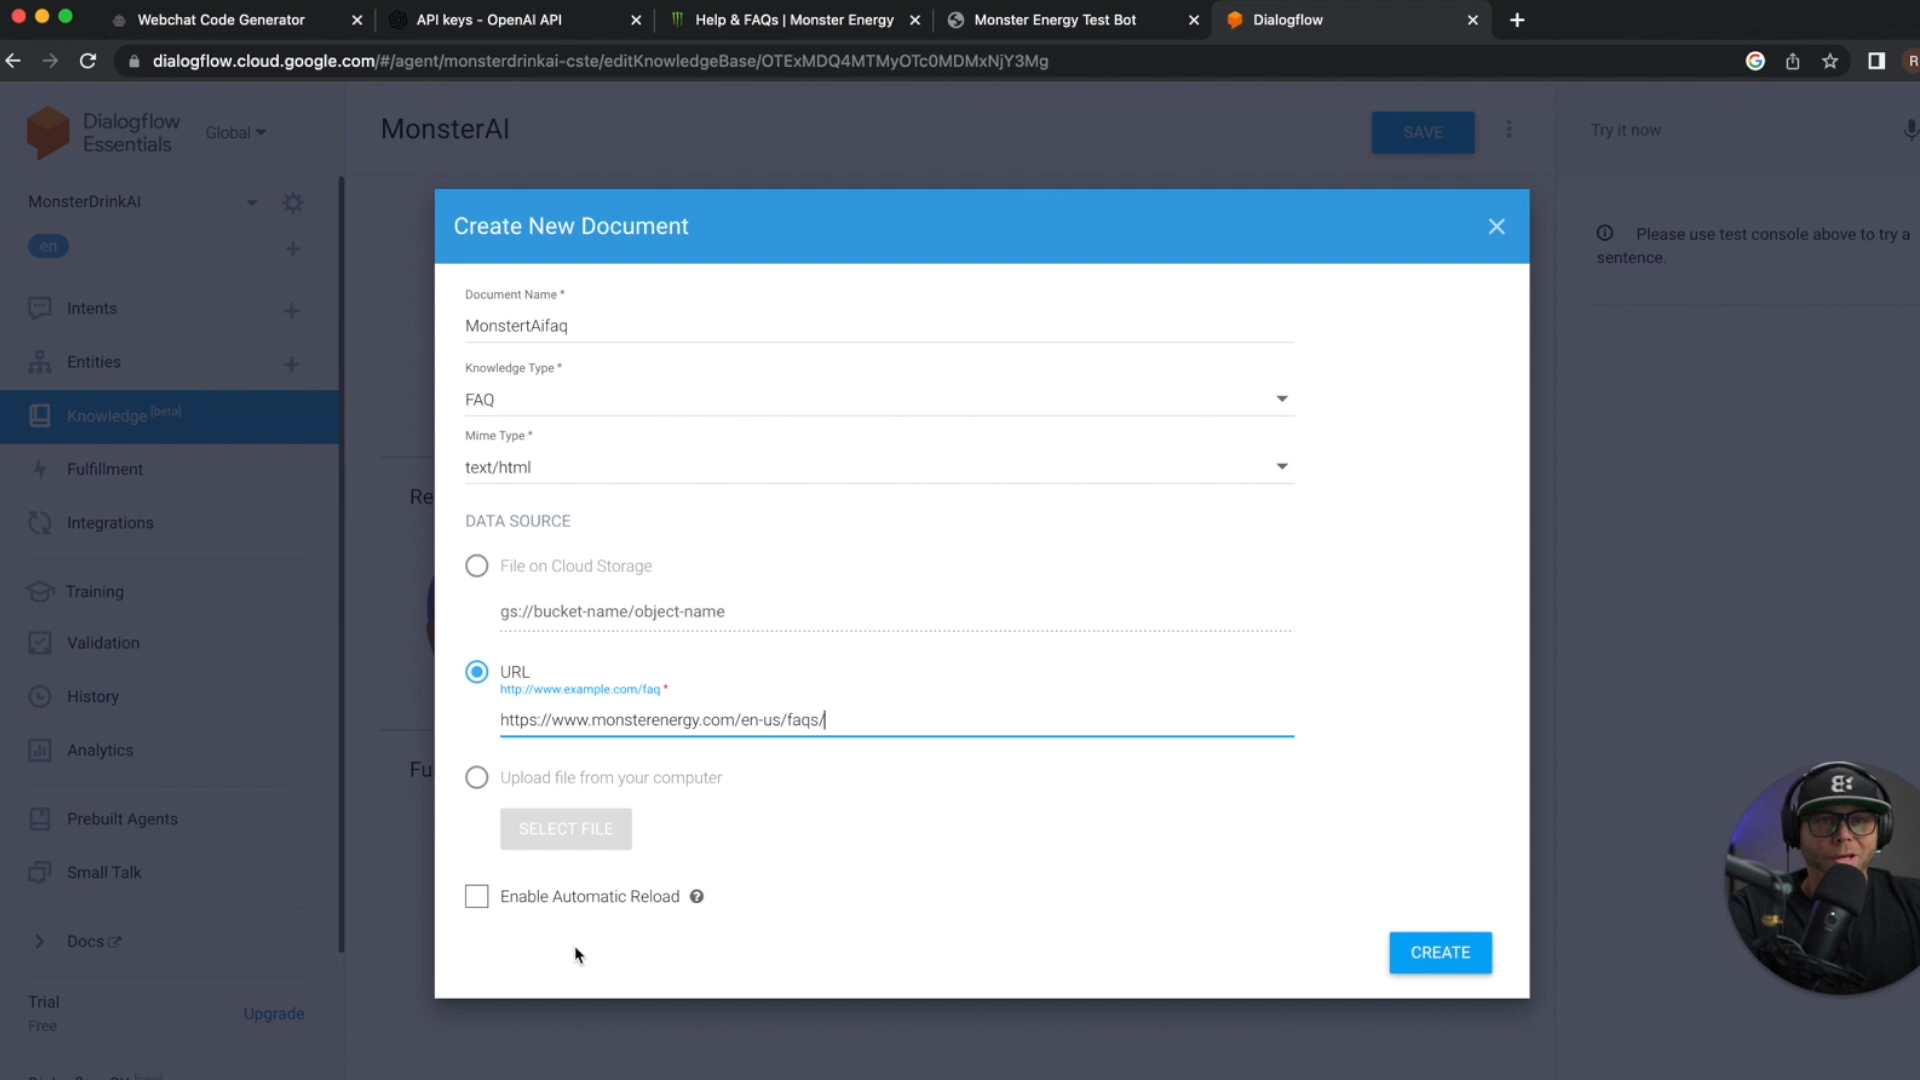 Webchat Code Generator
API keys - OpenAI API
Help & FAQs | Monster Energy
Monster Energy Test Bot
Dialogflow
dialogflow.cloud.google.com/#/agent/monsterdrinkai-cste/editKnowledgeBase/OTExMDQ4MTMyOTc0MDMxNjY3Mg
R
Dialogflow
Essentials
Global
MonsterAI
SAVE
Try it now
MonsterDrinkAI
en
Please use test console above to try a
sentence.
Intents
Entities
Knowledge [beta]
Fulfillment
Integrations
Training
Validation
History
Analytics
Prebuilt Agents
Small Talk
Docs
Trial
Free
Upgrade
Re
Fu
Create New Document
Document Name *
MonstertAifaq
Knowledge Type *
FAQ
Mime Type *
text/html
DATA SOURCE
File on Cloud Storage
gs://bucket-name/object-name
URL
http://www.example.com/faq *
https://www.monsterenergy.com/en-us/faqs/
Upload file from your computer
SELECT FILE
Enable Automatic Reload
CREATE